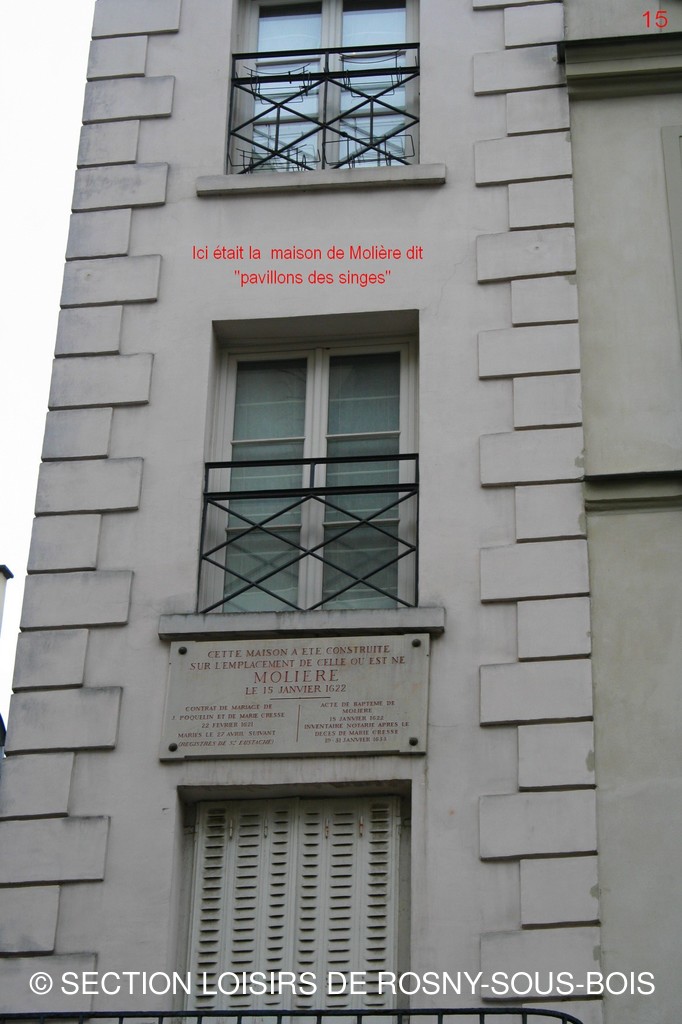 15
Ici était la maison de Molière dit
"pavillons des singes"
CETTE MAISON A ETE CONSTRUITE
SUR L'EMPLACEMENT DE CELLE OU EST NE
MOLIERE
LE 15 JANVIER 1622
CONTRAT DE MARIAGE DE
J. POQUELIN ET DE MARIE CRESSE
22 FEVRIER 1621
MARIES LE 27 AVRIL SUIVANT
(REGISTRES DE St EUSTACHE)
ACTE DE BAPTEME DE
MOLIERE
15 JANVIER 1622
INVENTAIRE NOTARIE APRES LE
DECES DE MARIE CRESSE
JANVIER
© SECTION LOISIRS DE ROSNY-SOUS-BOIS